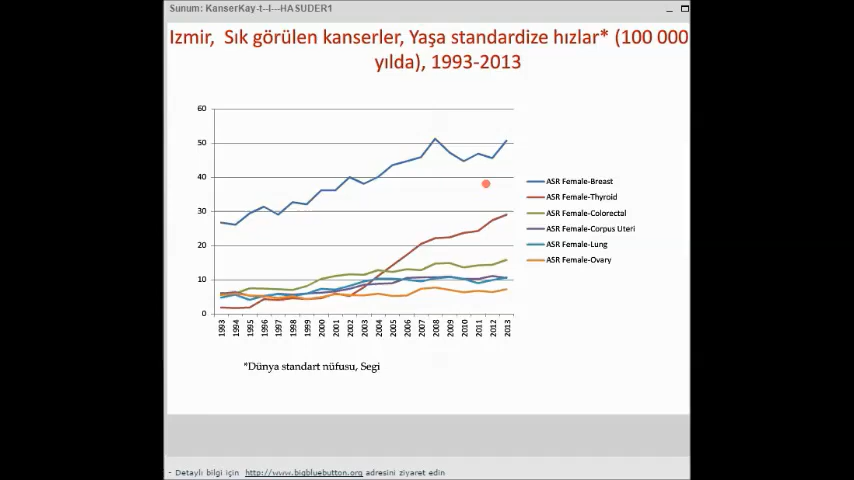 Sunum: KanserKay-t--I---HASUDER1
Izmir, Sık görülen kanserler, Yaşa standardize hızlar* (100 000
yılda), 1993-2013
60
50
40
30
20
10
0
ASR Female-Breast
ASR Female-Thyroid
ASR Female-Colorectal
ASR Female-Corpus Uteri
ASR Female-Lung
ASR Female-Ovary
1993 1994 1995 1996 1997 1998 1999 2000 2001 2002 2003 2004 2005 2006 2007 2008 2009 2010 2011 2012 2013
*Dünya standart nüfusu, Segi
- Detaylı bilgi için http://www.bigbluebutton.org adresini ziyaret edin